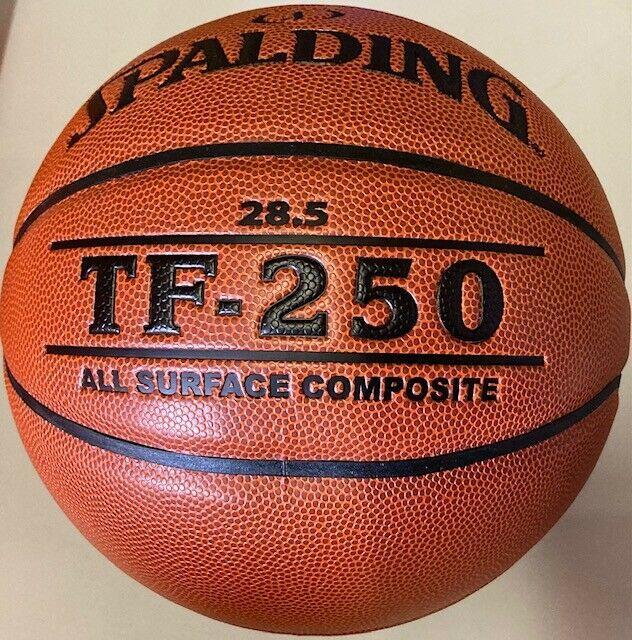 SPALDING
28.5
TF-250
ALL SURFACE COMPOSITE